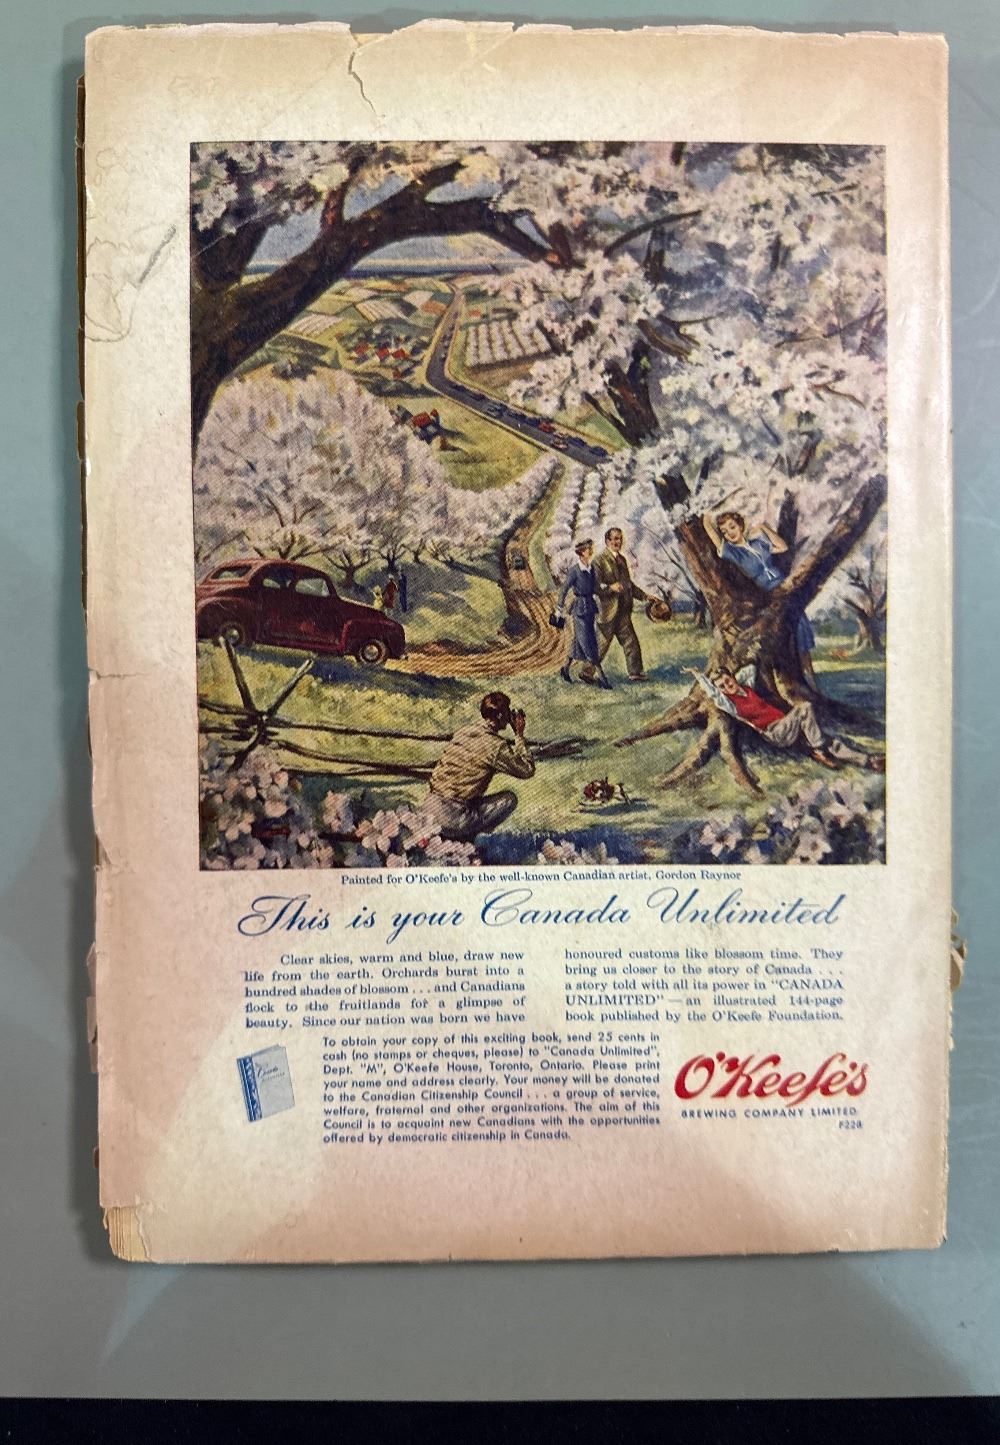 Painted for O'Keefe's by the well-known Canadian artist, Gordon Raynor
This is your Canada Unlimited
Clear skies, warm and blue, draw new
life from the earth. Orchards burst into a
hundred shades of blossom . . . and Canadians
flock to the fruitlands for a glimpse of
beauty. Since our nation was born we have
honoured customs like blossom time. They
bring us closer to the story of Canada . . .
a story told with all its power in "CANADA
UNLIMITED" — an illustrated 144-page
book published by the O'Keefe Foundation.
To obtain your copy of this exciting book, send 25 cents in
cash (no stamps or cheques, please) to "Canada Unlimited",
Dept. "M", O'Keefe House, Toronto, Ontario. Please print
your name and address clearly. Your money will be donated
to the Canadian Citizenship Council . . . a group of service,
welfare, fraternal and other organizations. The aim of this
Council is to acquaint new Canadians with the opportunities
offered by democratic citizenship in Canada.
O'Keefe's
BREWING COMPANY LIMITED